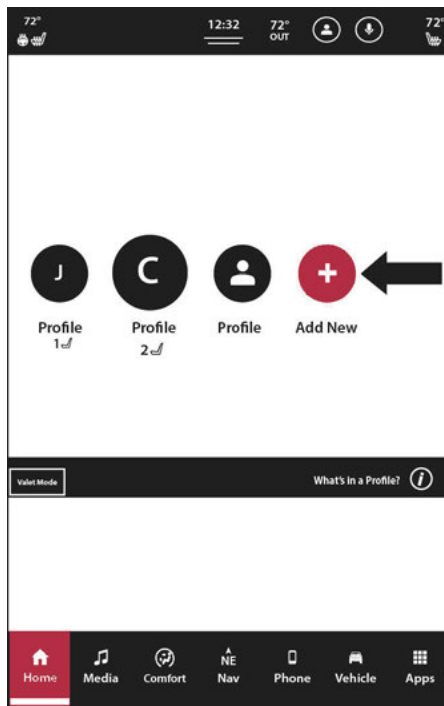 72°
12:32
72°
OUT
72°
J
C
Profile
1
Profile
2
Profile
Add New
Valet Mode
What's in a Profile?
i
Home
Media
Comfort
NE
Nav
Phone
Vehicle
Apps